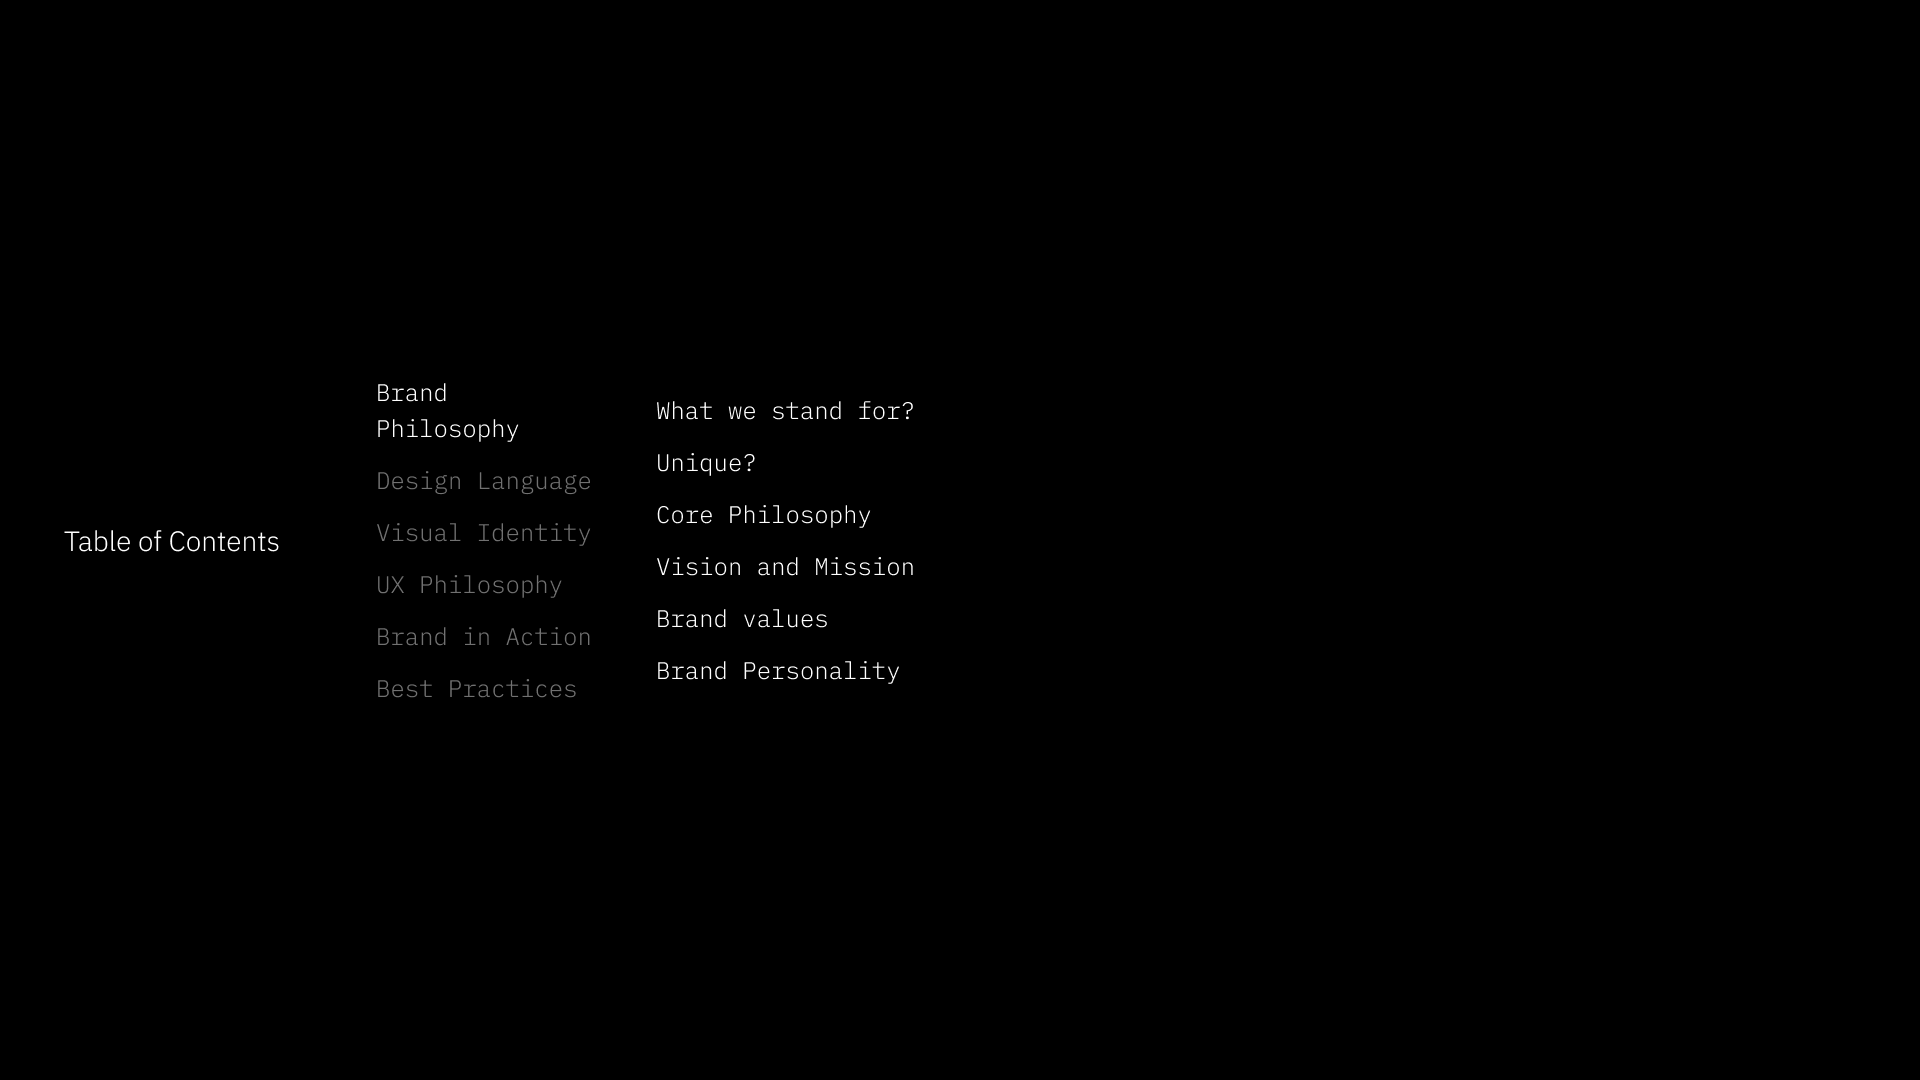 Table of Contents
Brand
Philosophy
Design Language
Visual Identity
UX Philosophy
Brand in Action
Best Practices
What we stand for?
Unique?
Core Philosophy
Vision and Mission
Brand values
Brand Personality